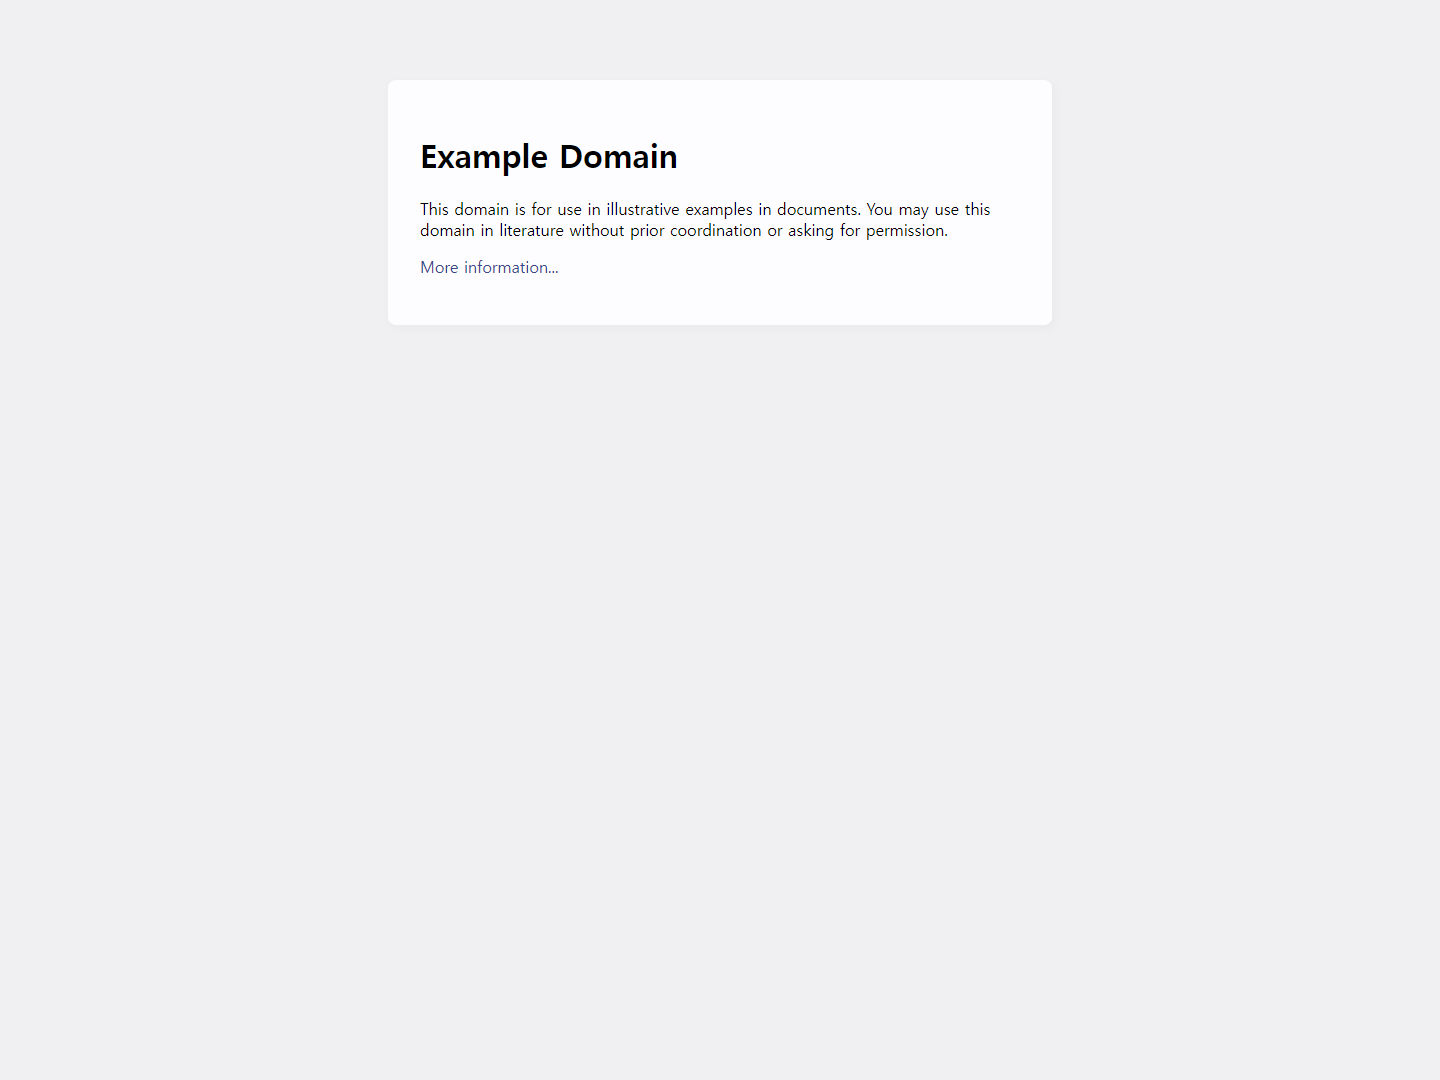 Example Domain
This domain is for use in illustrative examples in documents. You may use this
domain in literature without prior coordination or asking for permission.
More information...